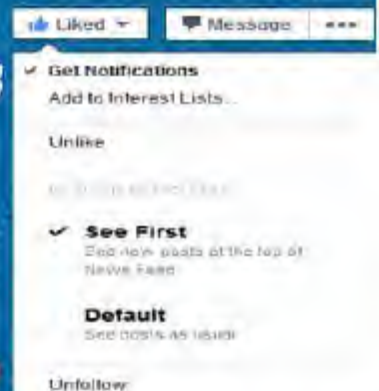 Liked
Message
Get Notifications
Add to Interest Lists...
Unlike
See First
See new posts at the top of
News Feed
Default
See posts as usual
Unfollow